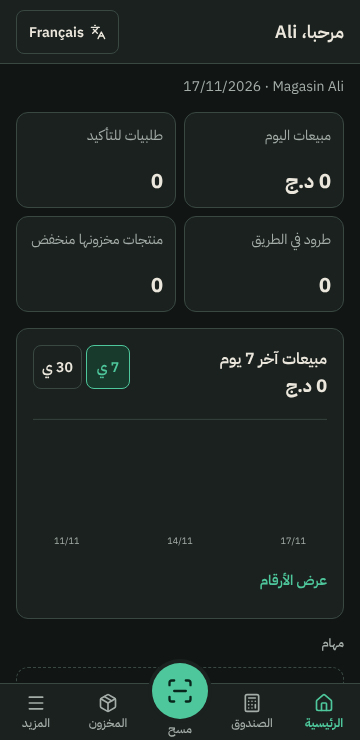 مرحبا، Ali
Français
Magasin Ali · 17/11/2026
مبيعات اليوم
0 د.ج
طلبيات للتأكيد
0
طرود في الطريق
0
منتجات مخزونها منخفض
0
مبيعات آخر 7 يوم
0 د.ج
7 ي
30 ي
17/11
14/11
11/11
عرض الأرقام
مهام
الرئيسية
الصندوق
مسح
المخزون
المزيد